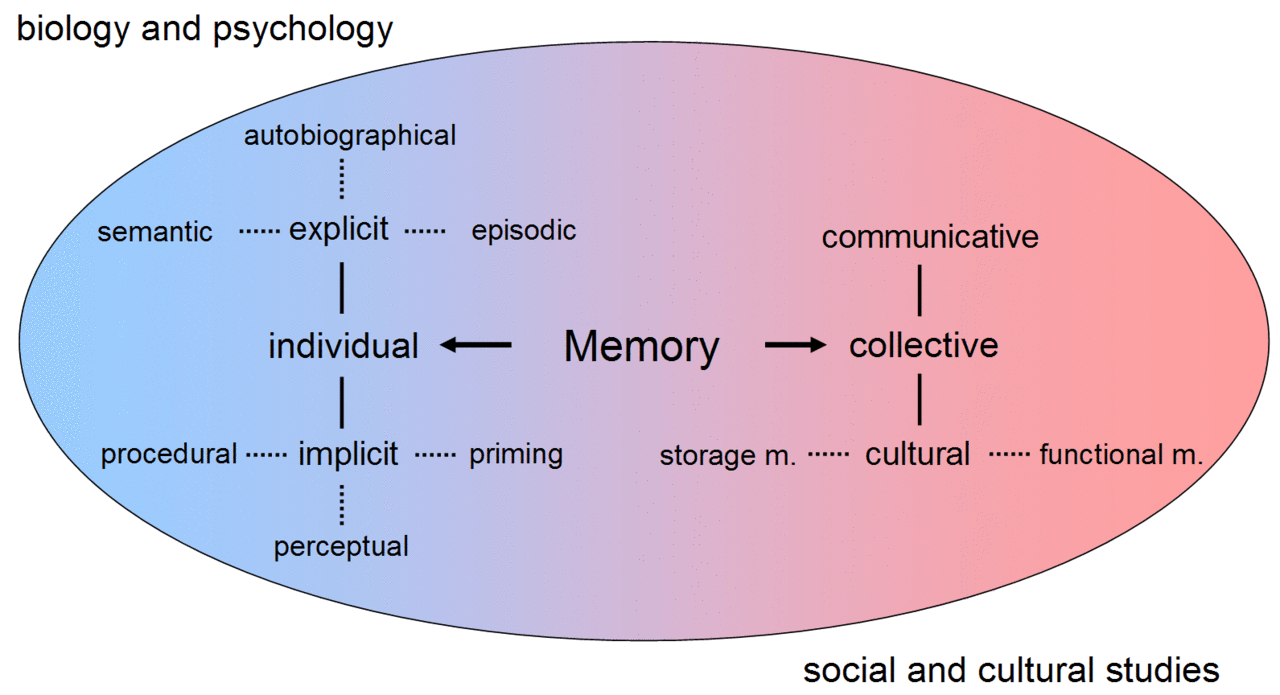 biology and psychology
autobiographical
semantic explicit episodic
communicative
individual Memory collective
procedural implicit priming
storage m. cultural functional m.
perceptual
social and cultural studies